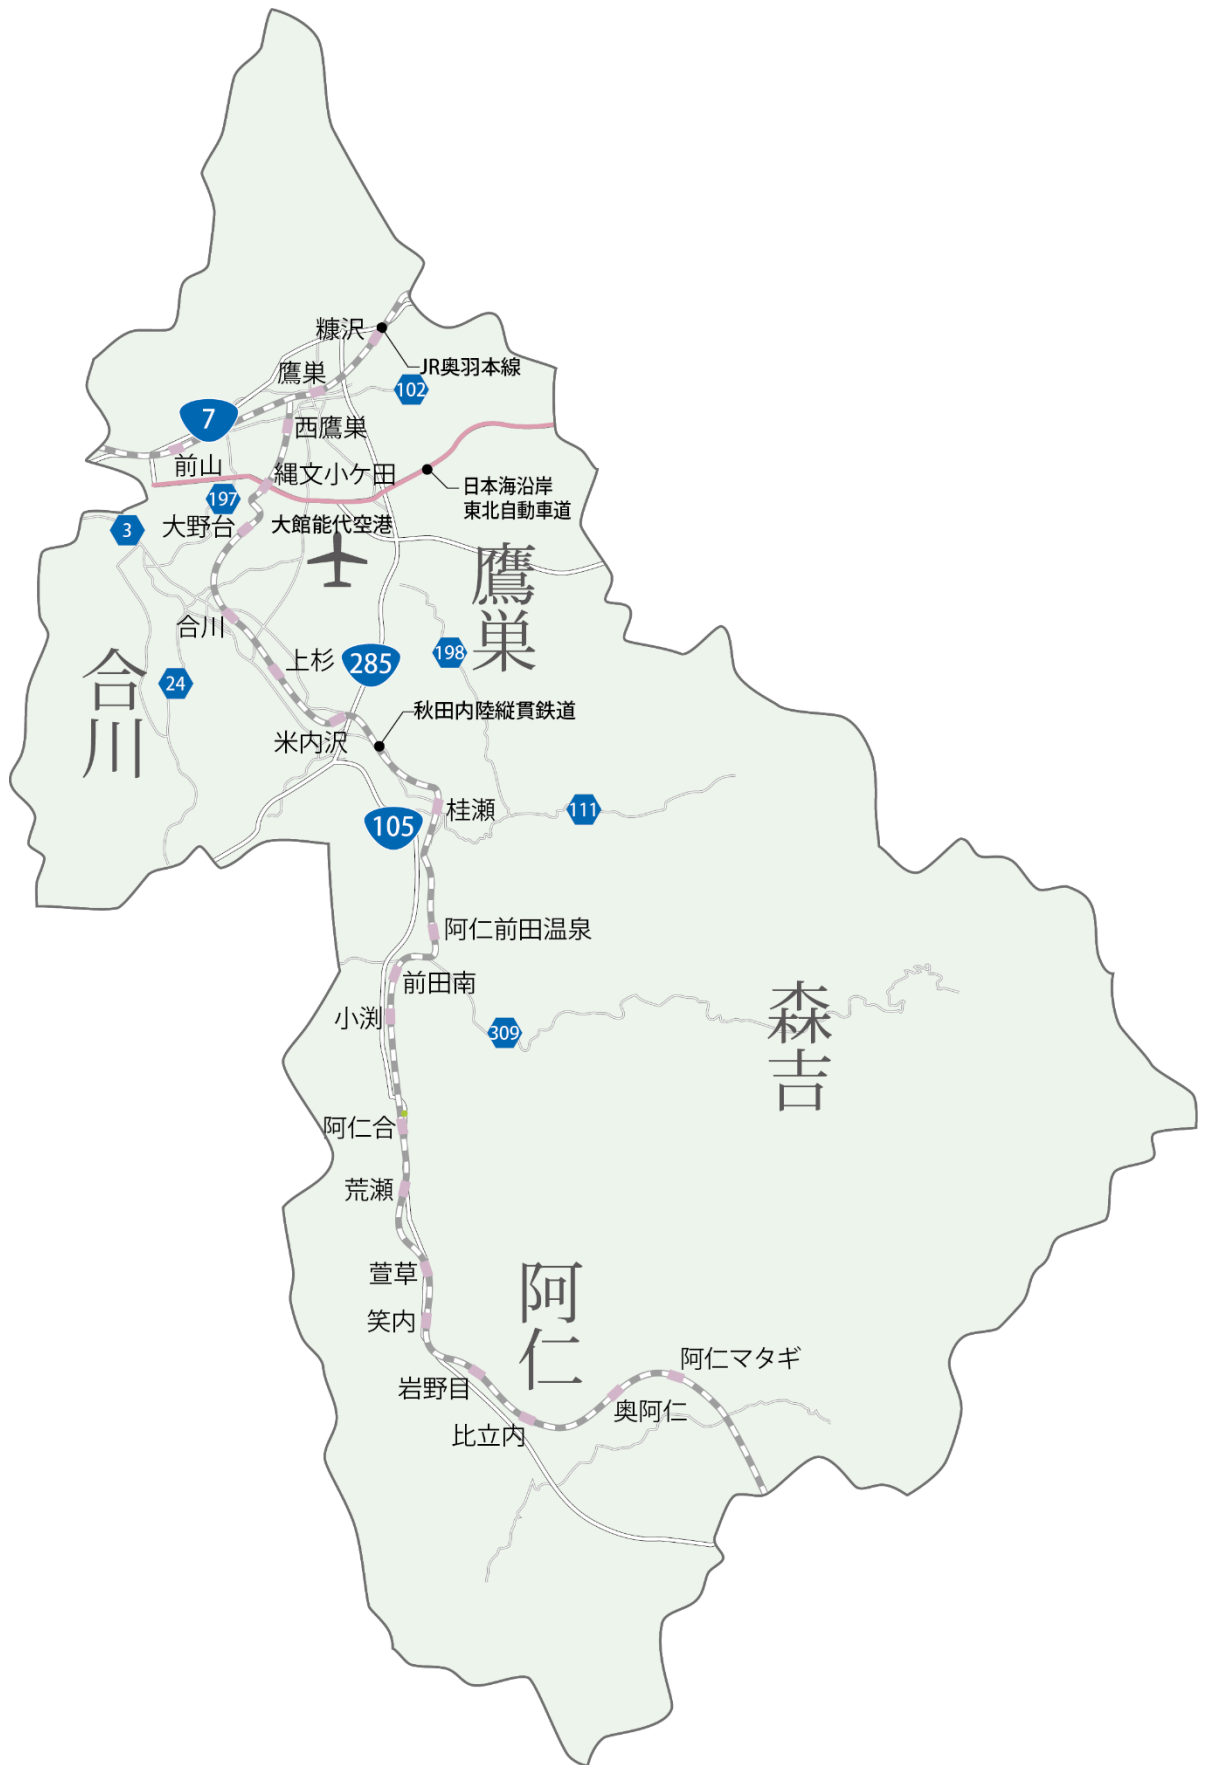 糠沢
JR奥羽本線
鷹巣
102
7
西鷹巣
前山
縄文小ケ田
日本海沿岸
東北自動車道
197
3
大野台
大館能代空港
鷹巣
合川
上杉
285
198
合川
24
秋田内陸縦貫鉄道
米内沢
桂瀬
111
105
阿仁前田温泉
前田南
小渕
309
森吉
阿仁合
荒瀬
萱草
阿仁
笑内
阿仁マタギ
岩野目
奥阿仁
比立内